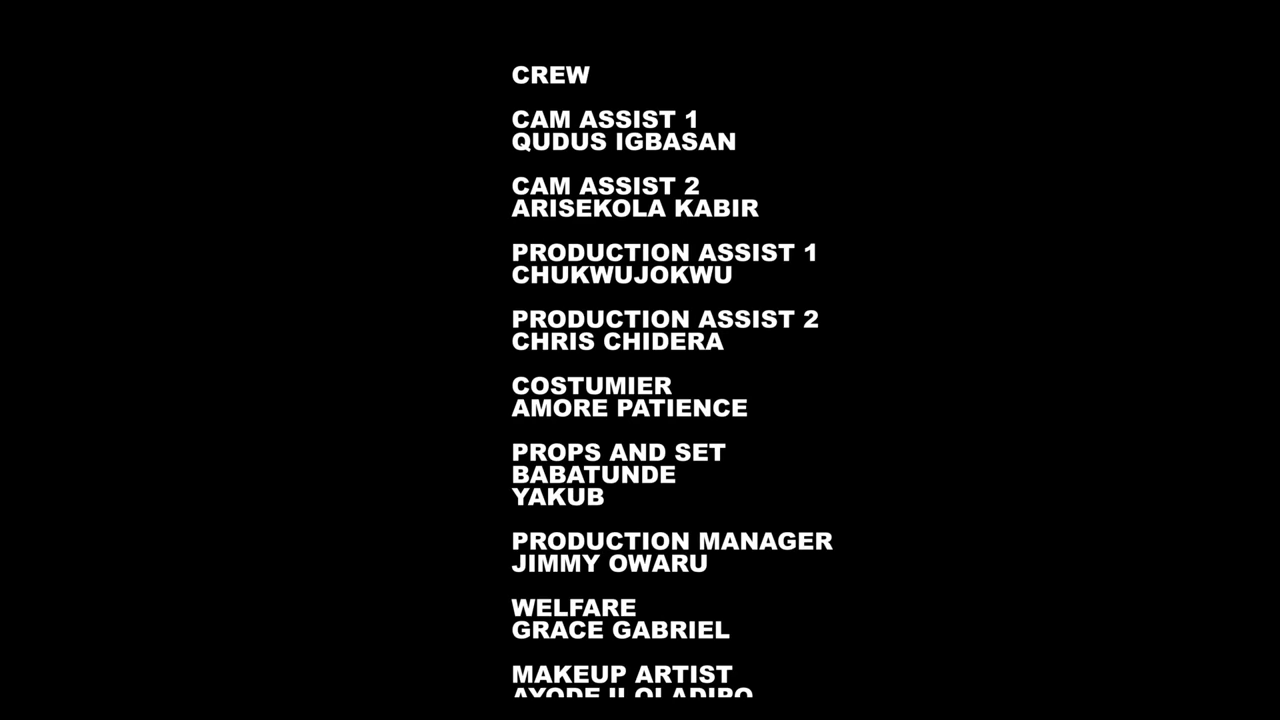 CREW
CAM ASSIST 1
QUDUS IGBASAN
CAM ASSIST 2
ARISEKOLA KABIR
PRODUCTION ASSIST 1
CHUKWUJOKWU
PRODUCTION ASSIST 2
CHRIS CHIDERA
COSTUMIER
AMORE PATIENCE
PROPS AND SET
BABATUNDE
YAKUB
PRODUCTION MANAGER
JIMMY OWARU
WELFARE
GRACE GABRIEL
MAKEUP ARTIST